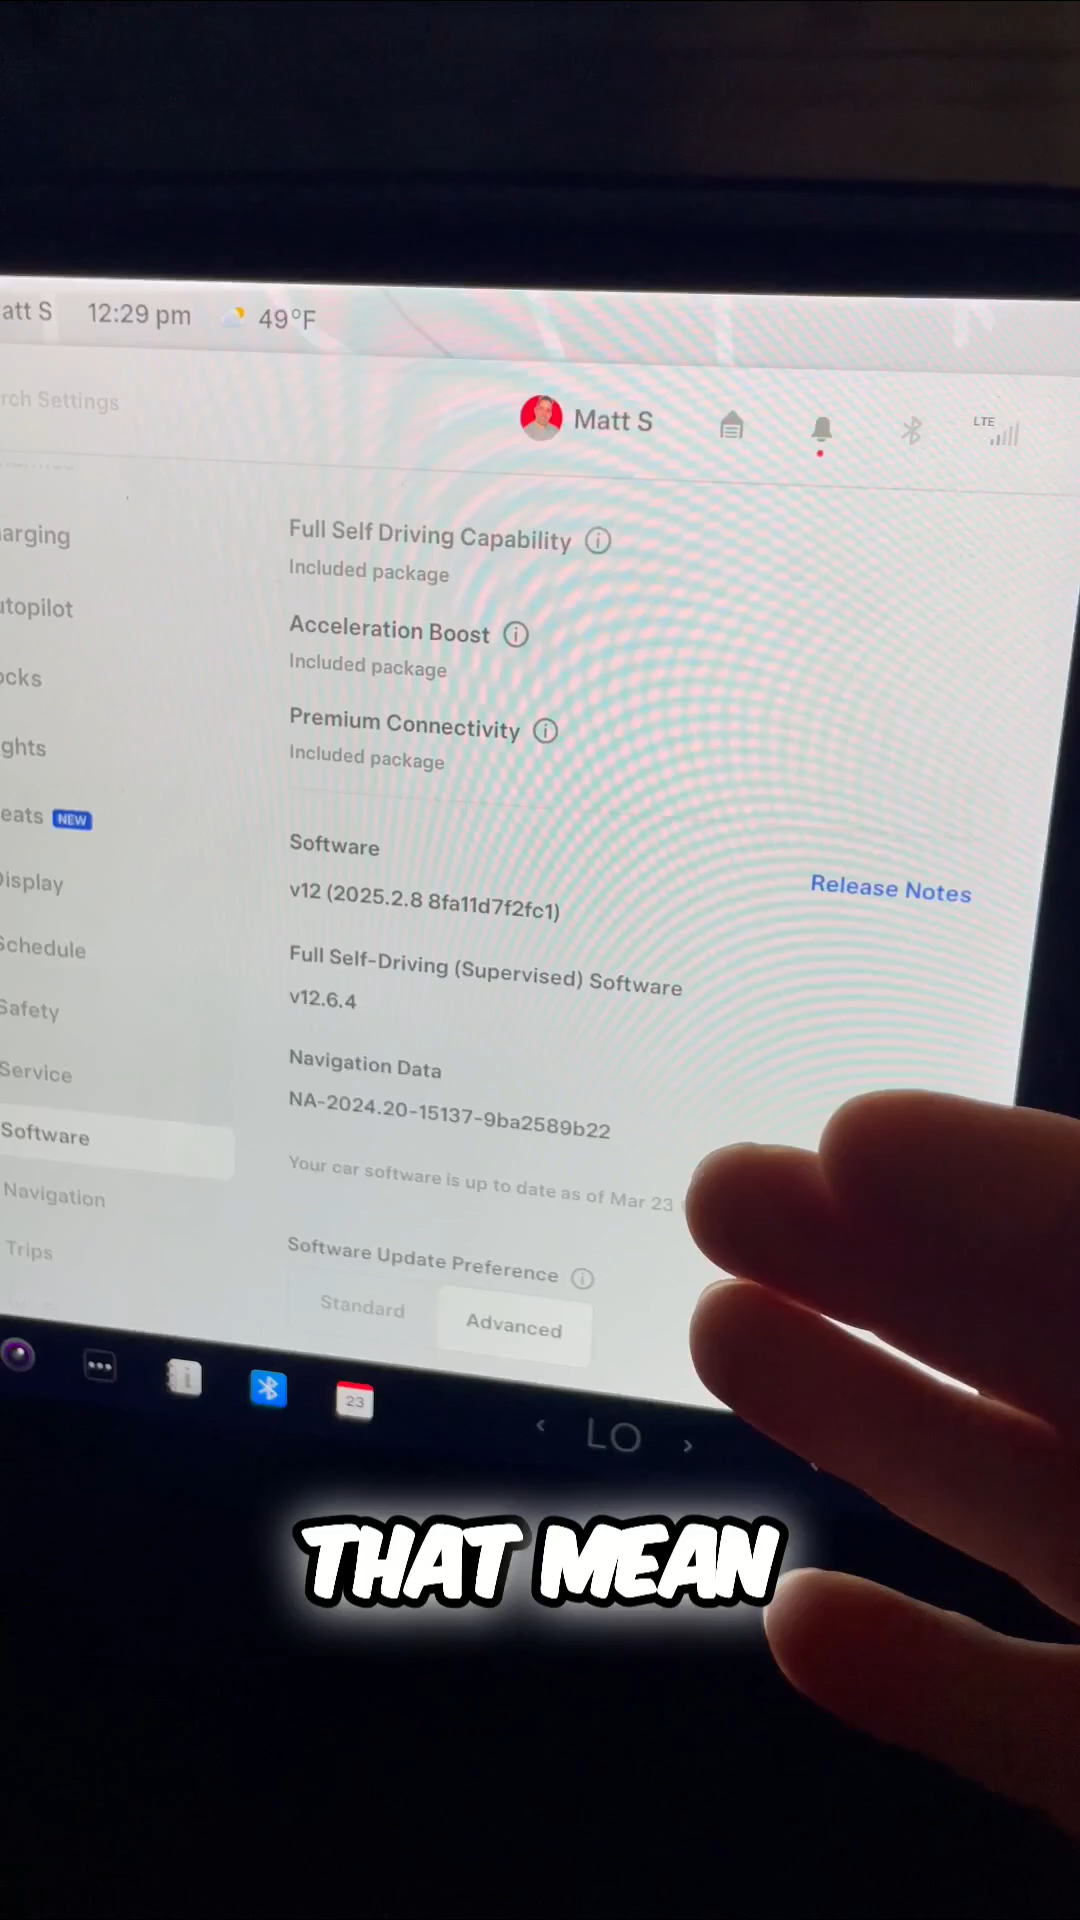 att S 12:29 pm 49°F
rch Settings
Matt S
LTE
arging
utopilot
ocks
ghts
eats NEW
Display
Schedule
Safety
Service
Software
Navigation
Trips
Full Self Driving Capability
Included package
Acceleration Boost
Included package
Premium Connectivity
Included package
Software
v12 (2025.2.8 8fa11d7f2fc1)
Release Notes
Full Self-Driving (Supervised) Software
v12.6.4
Navigation Data
NA-2024.20-15137-9ba2589b22
Your car software is up to date as of Mar 23
Software Update Preference
Standard Advanced
23
< LO >
THAT MEAN